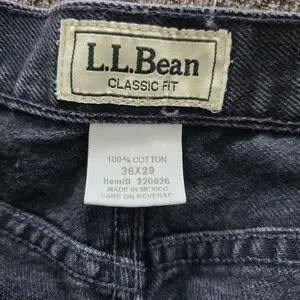 L.L.Bean
CLASSIC FIT
100% COTTON
36X29
ItemID 220626
MADE IN MEXICO
CARE ON REVERSE